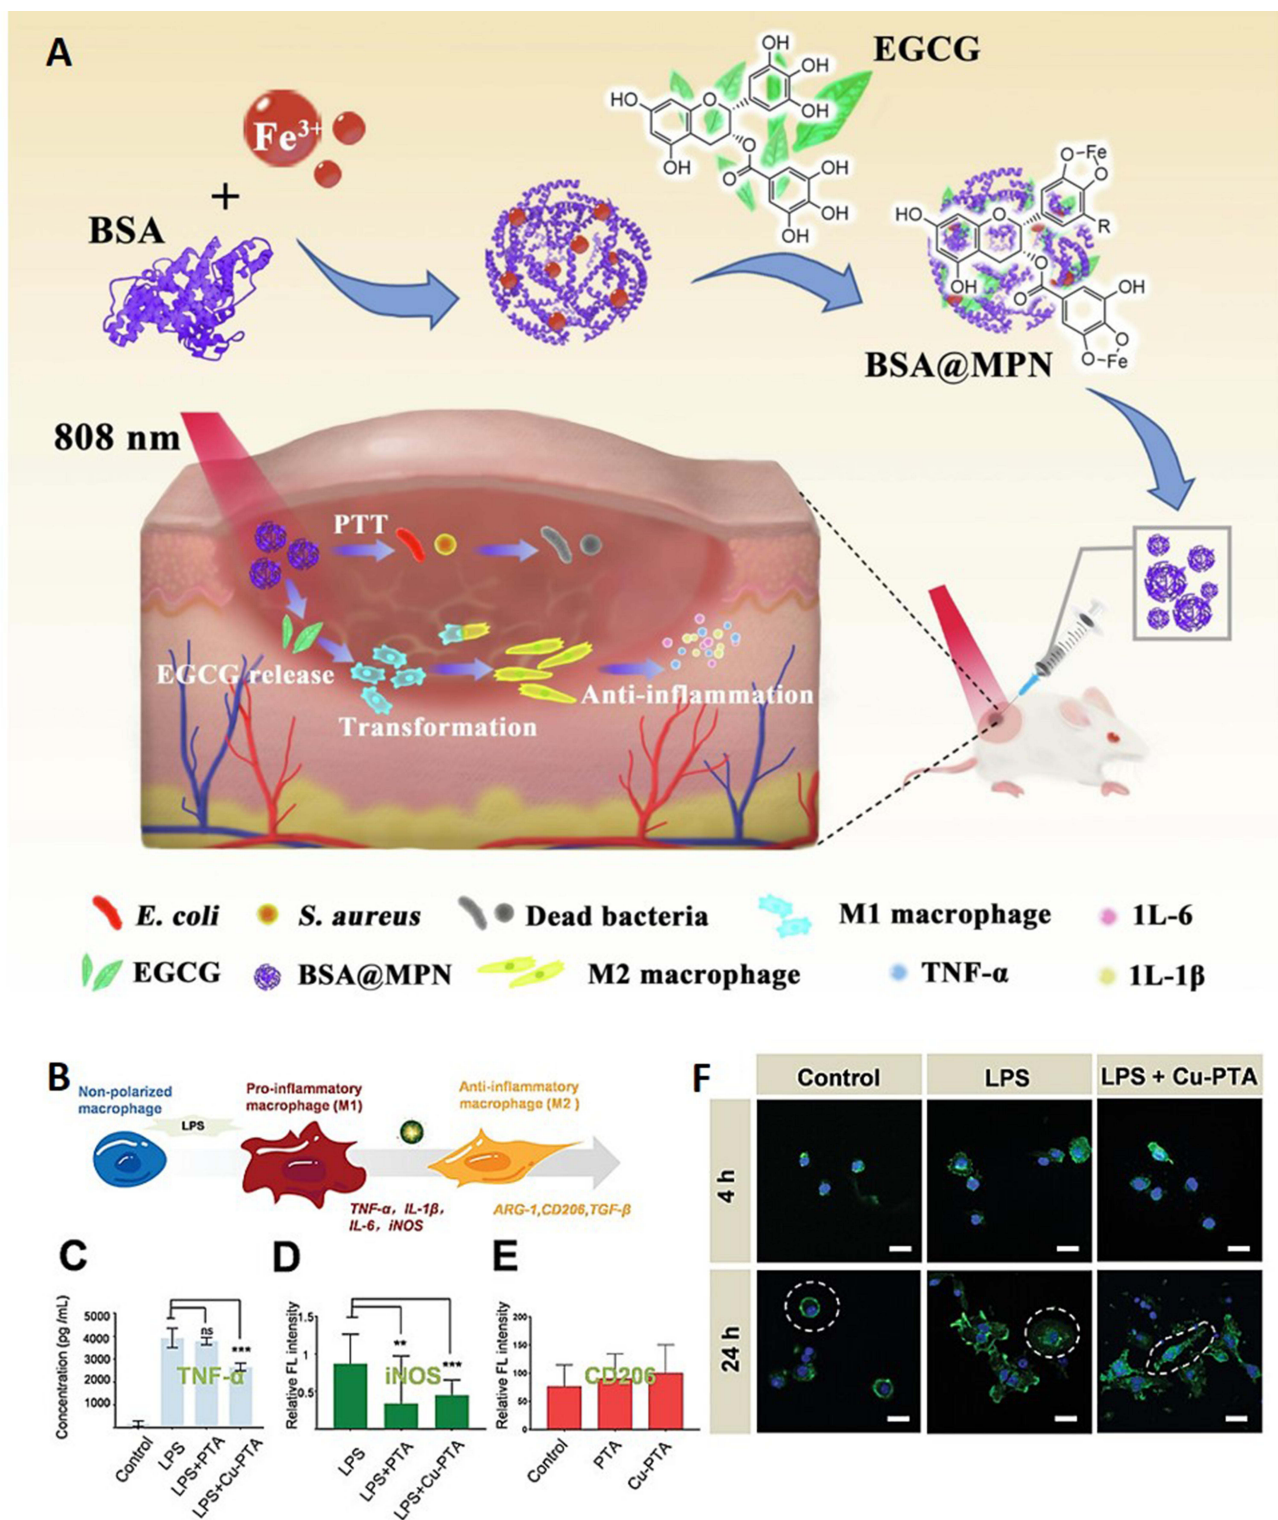 A
Fe3+
+
BSA
EGCG
OH
OH
HO
O
OH
OH
O
O
OH
OH
OH
O-Fe
O
HO
O
R
OH
O
O
OH
O
O-Fe
BSA@MPN
808 nm
PTT
EGCG release
Transformation
Anti-inflammation
E. coli
S. aureus
Dead bacteria
M1 macrophage
1L-6
EGCG
BSA@MPN
M2 macrophage
TNF-α
1L-1β
B
Non-polarized
macrophage
LPS
Pro-inflammatory
macrophage (M1)
Anti-inflammatory
macrophage (M2 )
TNF-α, IL-1β,
IL-6, iNOS
ARG-1,CD206,TGF-β
C
Concentration (pg /mL)
5000
4000
3000
2000
1000
ns
***
TNF-α
Control
LPS
LPS+PTA
LPS+Cu-PTA
D
Relative FL intensity
1.5
1
0.5
0
**
***
iNOS
LPS
LPS+PTA
LPS+Cu-PTA
E
Relative FL intensity
200
150
100
50
0
CD206
Control
PTA
Cu-PTA
F
Control
LPS
LPS + Cu-PTA
4 h
24 h